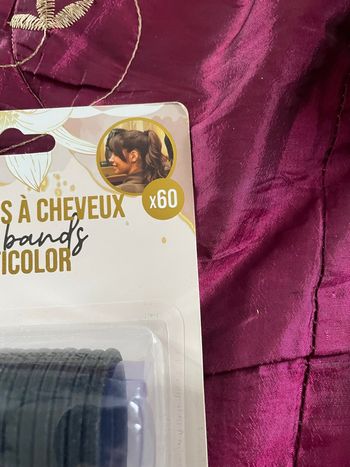 S À CHEVEUX
bands
ICOLOR
x60